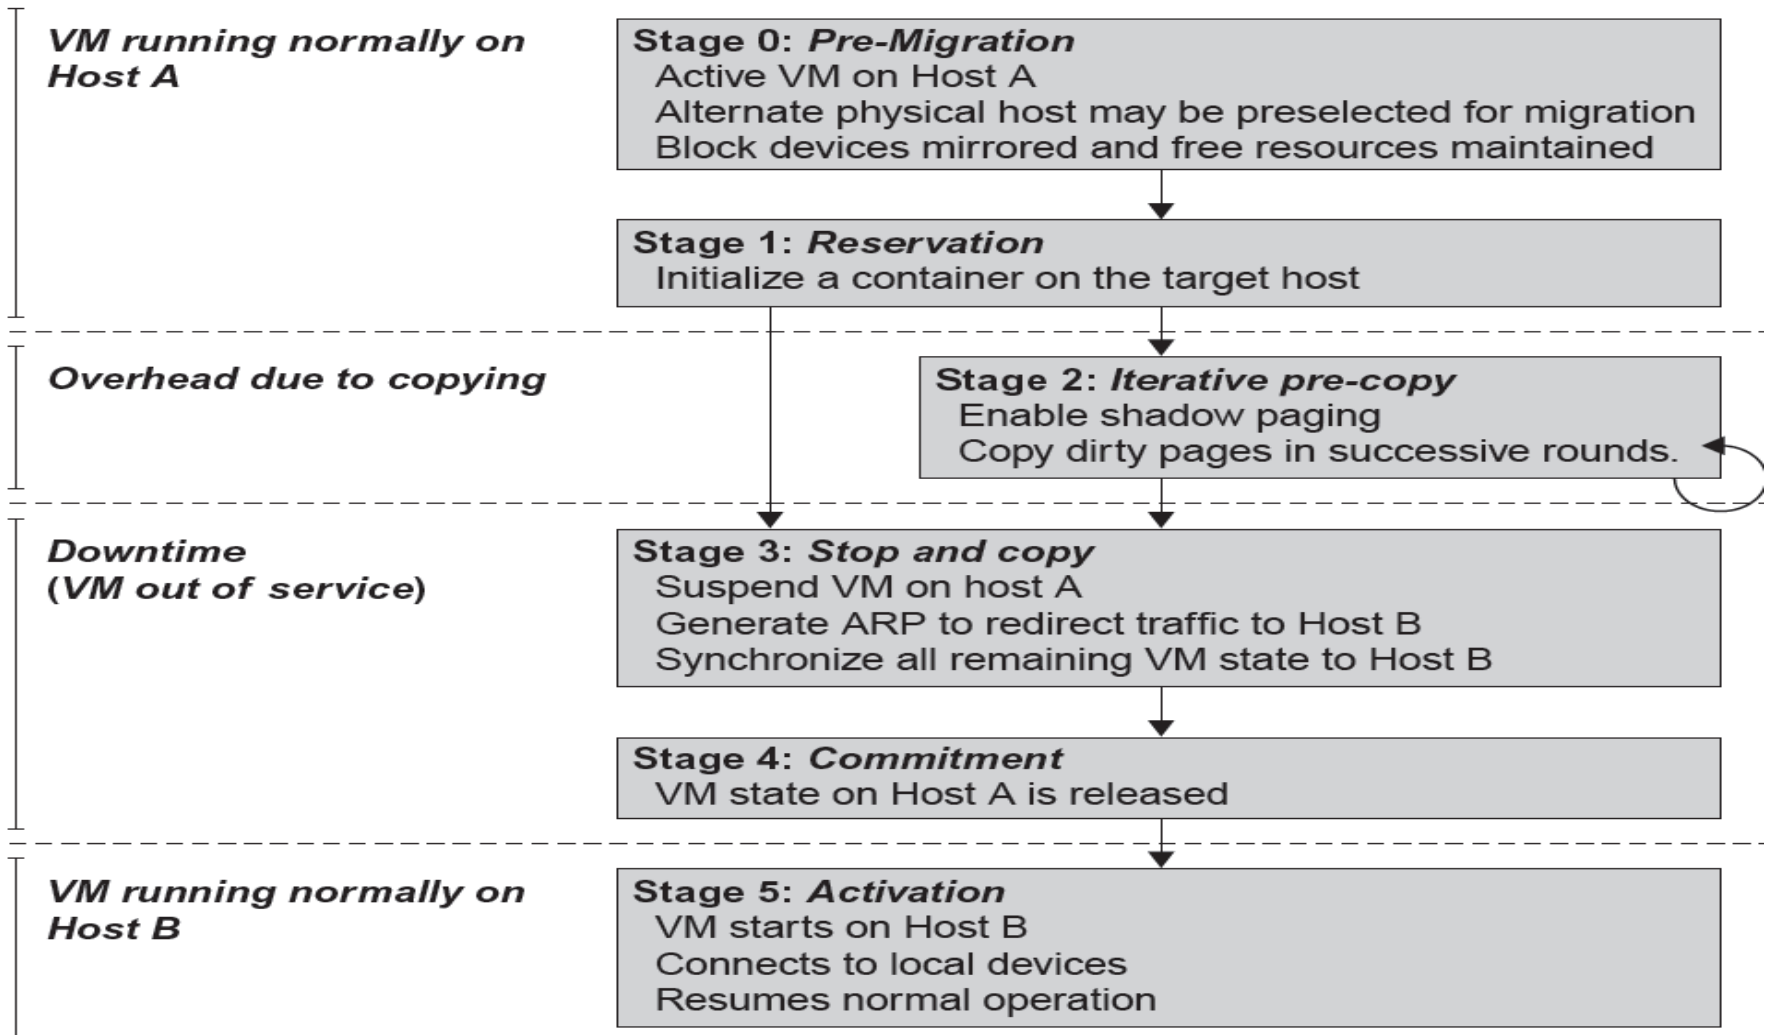 VM running normally on
Host A
Stage 0: Pre-Migration
Active VM on Host A
Alternate physical host may be preselected for migration
Block devices mirrored and free resources maintained
Stage 1: Reservation
Initialize a container on the target host
Overhead due to copying
Stage 2: Iterative pre-copy
Enable shadow paging
Copy dirty pages in successive rounds.
Downtime
(VM out of service)
Stage 3: Stop and copy
Suspend VM on host A
Generate ARP to redirect traffic to Host B
Synchronize all remaining VM state to Host B
Stage 4: Commitment
VM state on Host A is released
VM running normally on
Host B
Stage 5: Activation
VM starts on Host B
Connects to local devices
Resumes normal operation